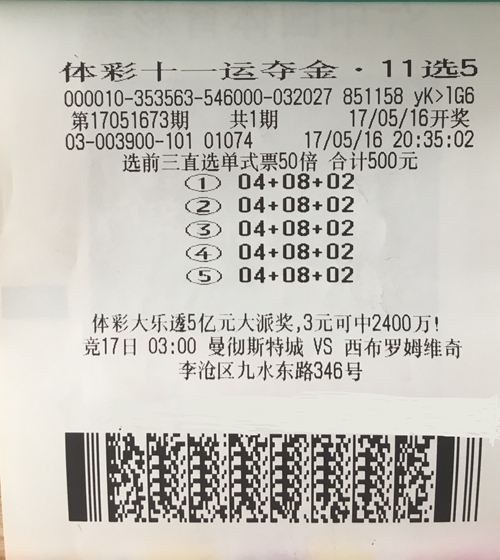 体彩十一运夺金·11选5
000010-353563-546000-032027 851158 yK>lG6
第17051673期 共1期 17/05/16开奖
03-003900-101 01074 17/05/16 20:35:02
选前三直选单式票50倍 合计500元
① 04+08+02
② 04+08+02
③ 04+08+02
④ 04+08+02
⑤ 04+08+02
体彩大乐透5亿元大派奖,3元可中2400万!
竞17日 03:00 曼彻斯特城 VS 西布罗姆维奇
李沧区九水东路346号